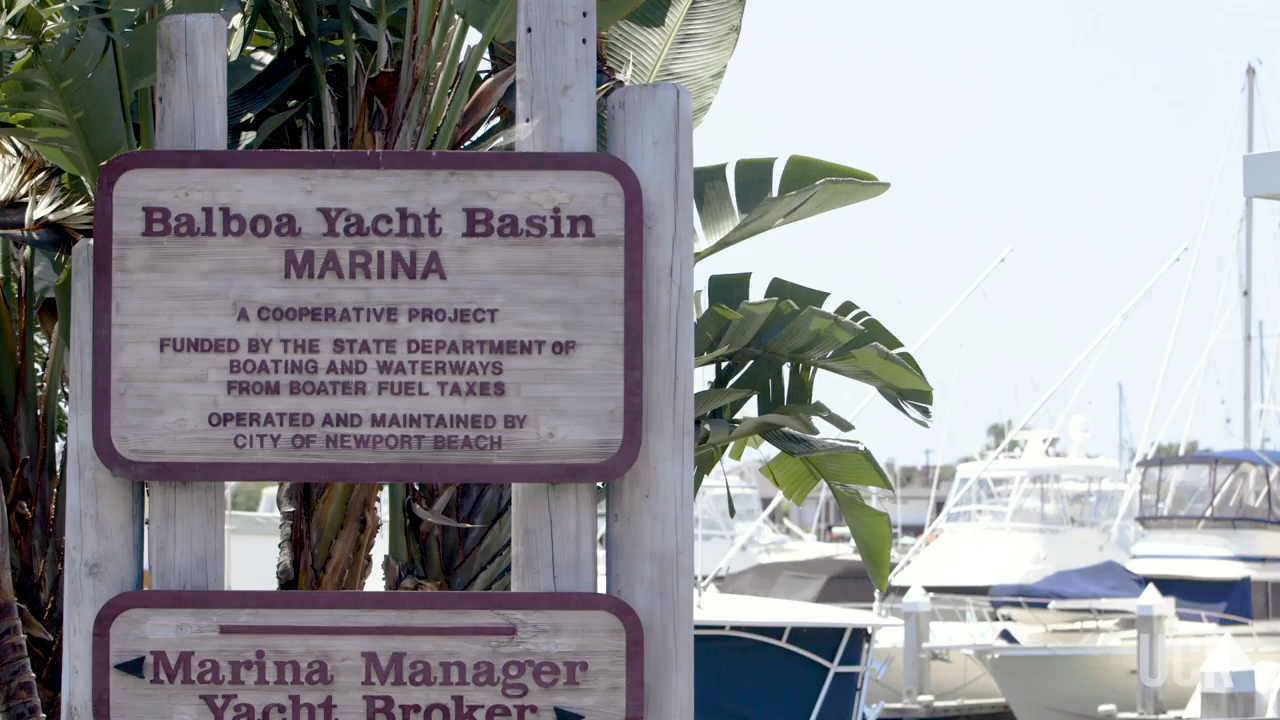 Balboa Yacht Basin
MARINA
A COOPERATIVE PROJECT
FUNDED BY THE STATE DEPARTMENT OF
BOATING AND WATERWAYS
FROM BOATER FUEL TAXES
OPERATED AND MAINTAINED BY
CITY OF NEWPORT BEACH
Marina Manager
Yacht Broker